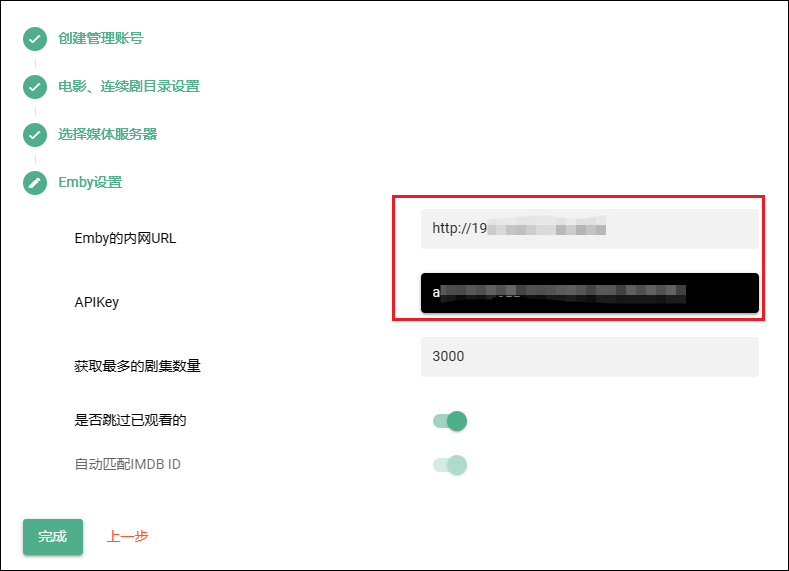 创建管理账号
电影、连续剧目录设置
选择媒体服务器
Emby设置
Emby的内网URL
http://19
APIKey
a
获取最多的剧集数量
3000
是否跳过已观看的
自动匹配IMDB ID
完成
上一步